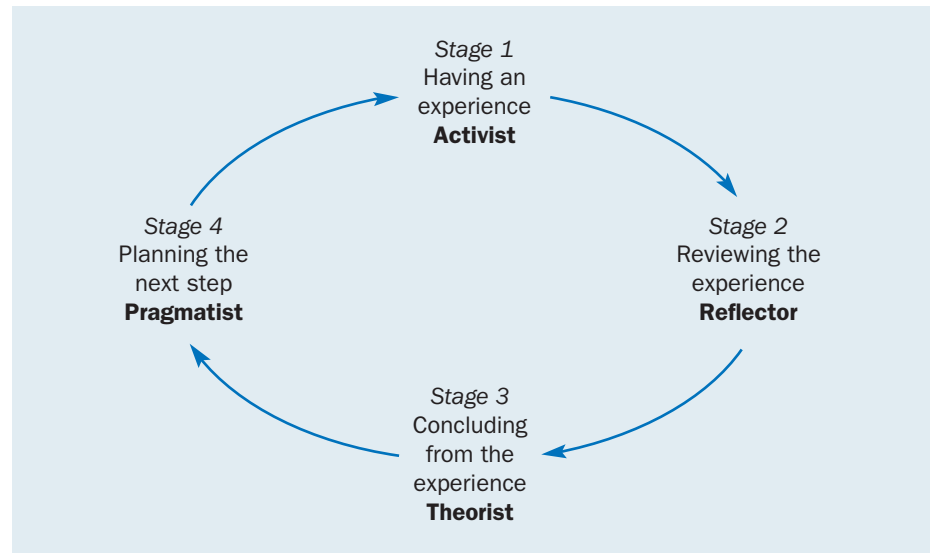 Stage 1
Having an
experience
Activist
Stage 2
Reviewing the
experience
Reflector
Stage 3
Concluding
from the
experience
Theorist
Stage 4
Planning the
next step
Pragmatist